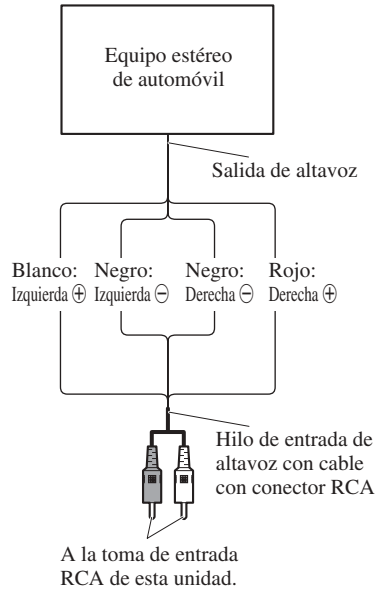 Equipo estéreo
de automóvil
Salida de altavoz
Blanco: Negro: Negro: Rojo:
Izquierda ⊕ Izquierda ⊖ Derecha ⊖ Derecha ⊕
Hilo de entrada de
altavoz con cable
con conector RCA
A la toma de entrada
RCA de esta unidad.